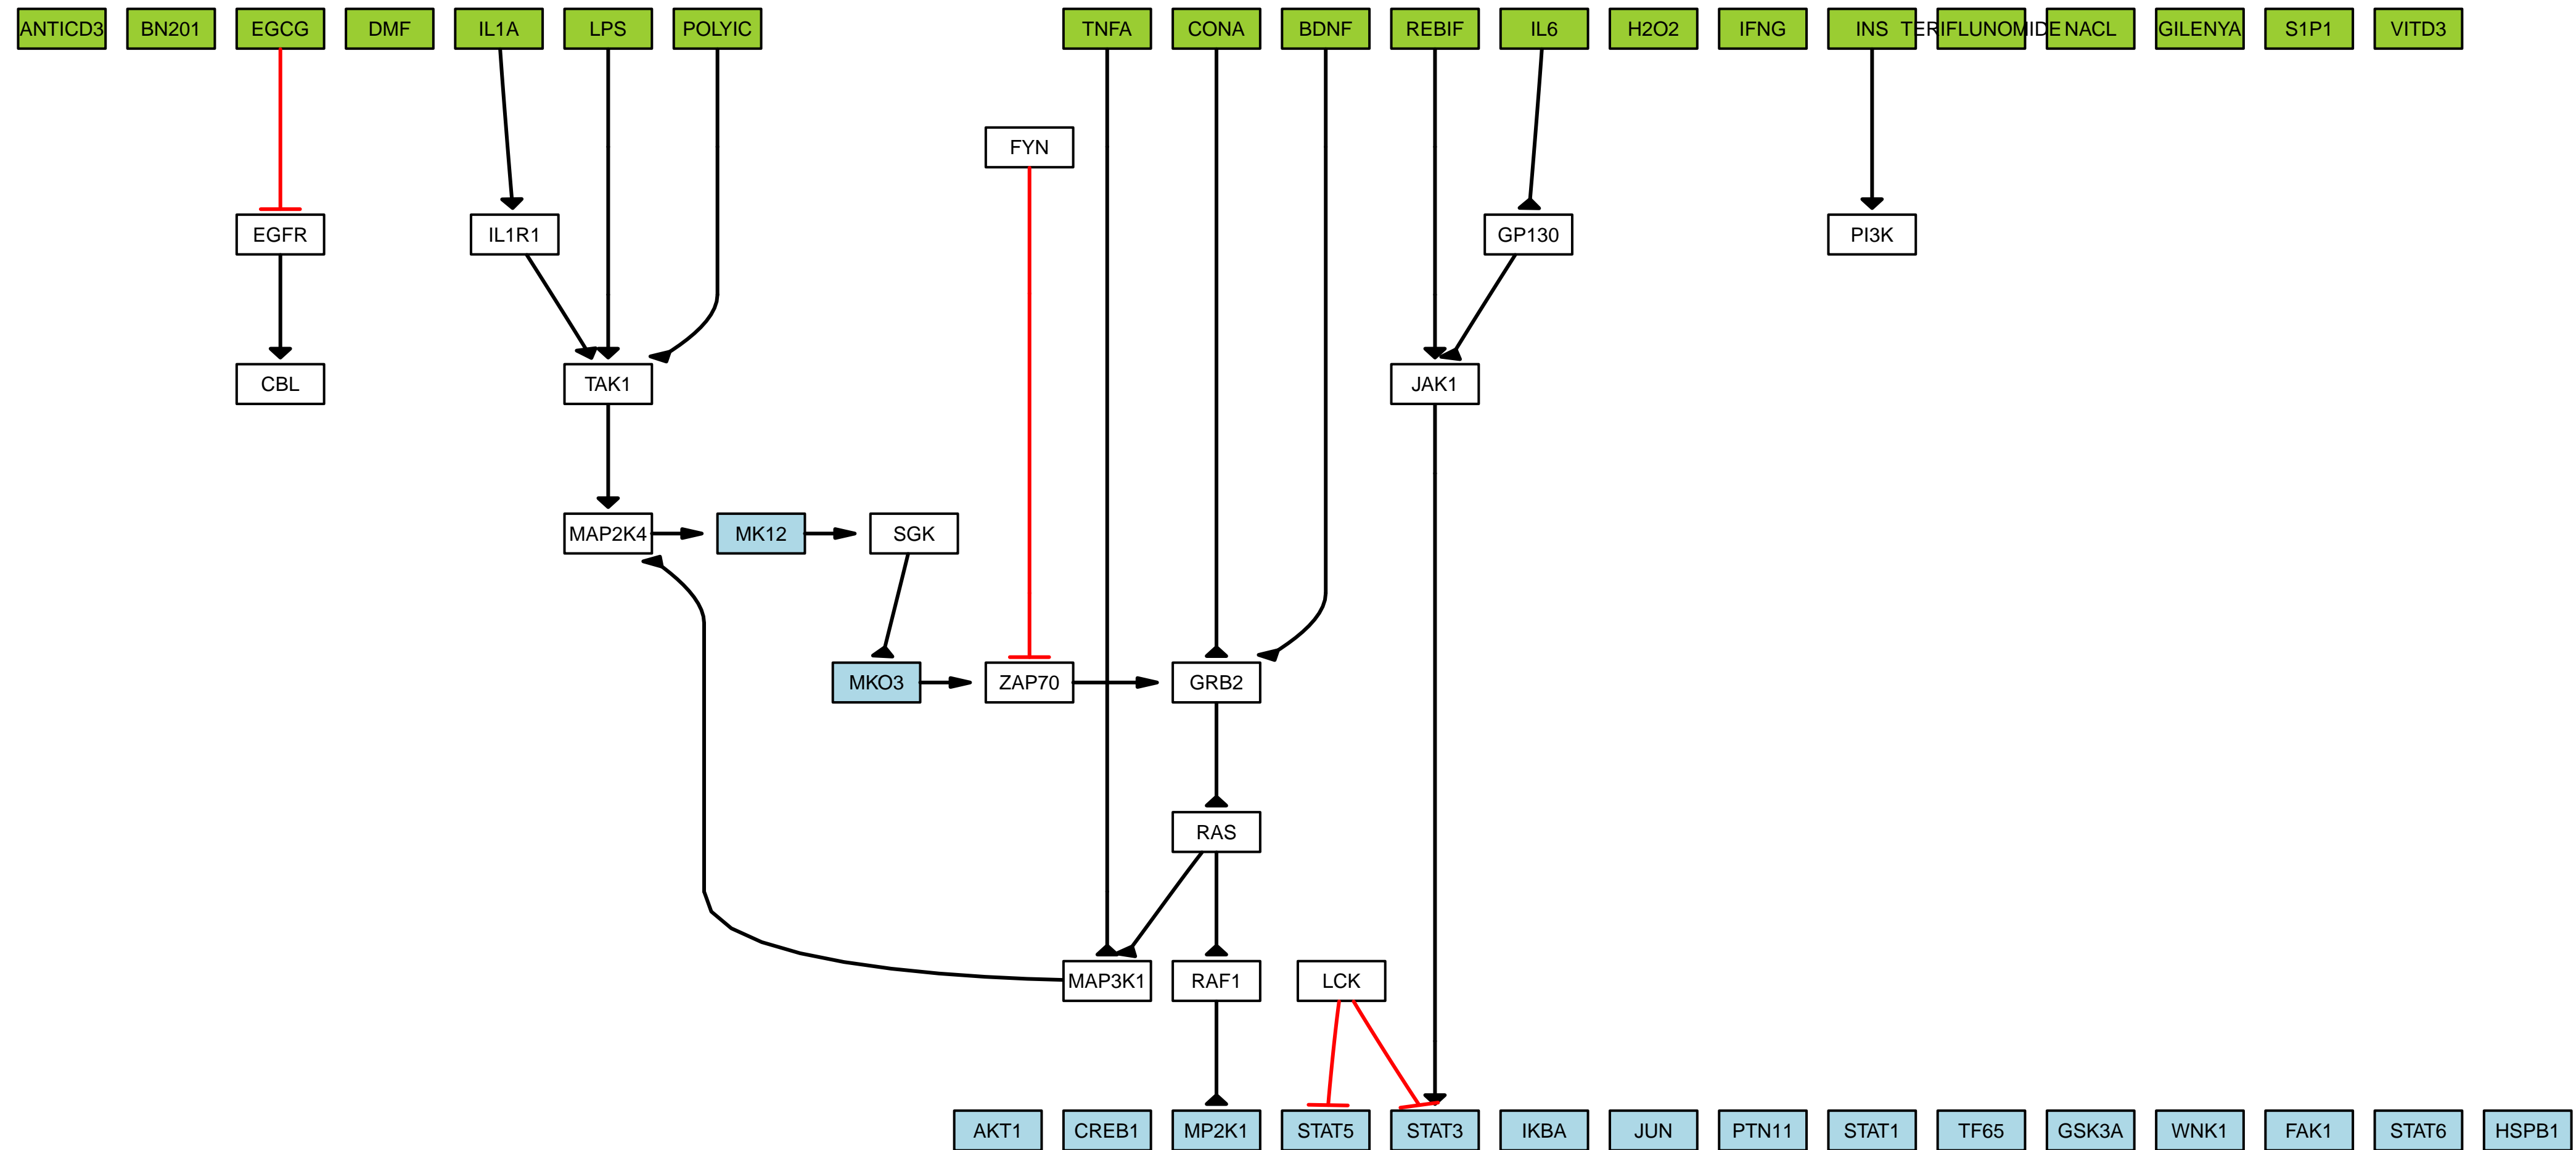 ANTICD3 BN201 EGCG DMF IL1A LPS POLYIC TNFA CONA BDNF REBIF IL6 H2O2 IFNG INS TERIFLUNOMIDE NACL GILENYA S1P1 VITD3
FYN
EGFR IL1R1 GP130 PI3K
CBL TAK1 JAK1
MAP2K4 MK12 SGK
MKO3 ZAP70 GRB2
RAS
MAP3K1 RAF1 LCK
AKT1 CREB1 MP2K1 STAT5 STAT3 IKBA JUN PTN11 STAT1 TF65 GSK3A WNK1 FAK1 STAT6 HSPB1